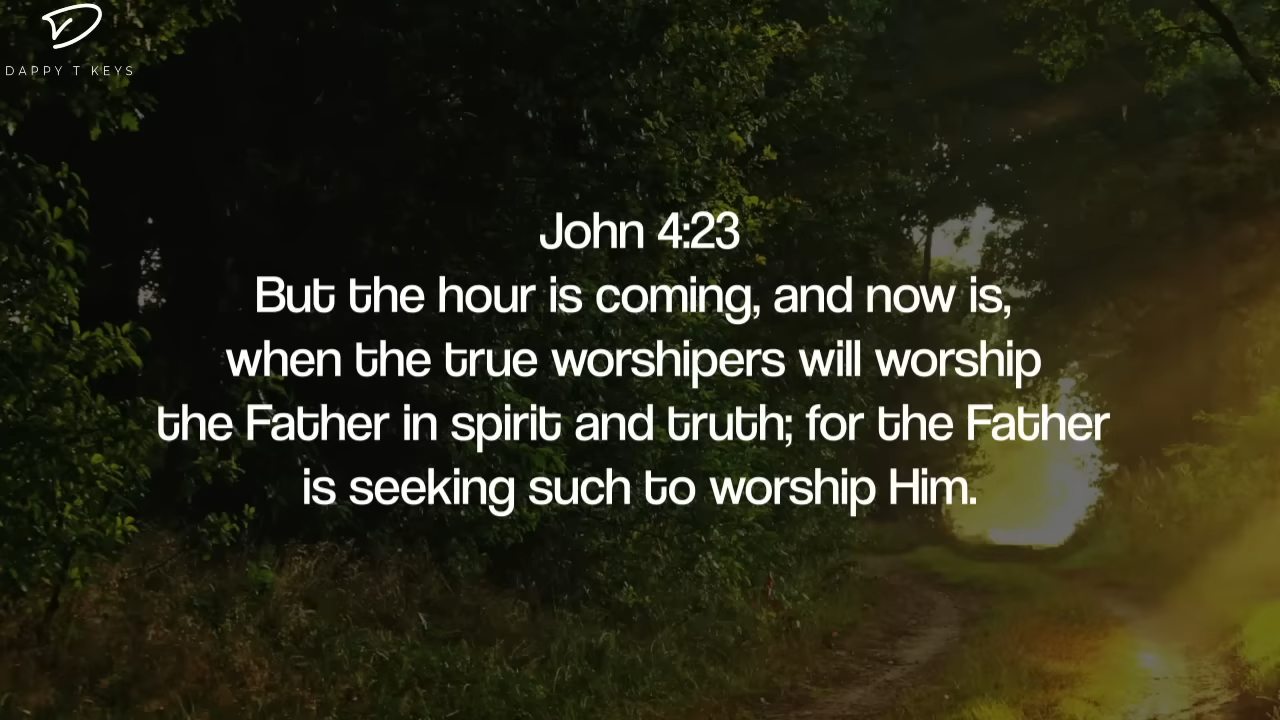 DAPPY T KEYS
John 4:23
But the hour is coming, and now is,
when the true worshipers will worship
the Father in spirit and truth; for the Father
is seeking such to worship Him.